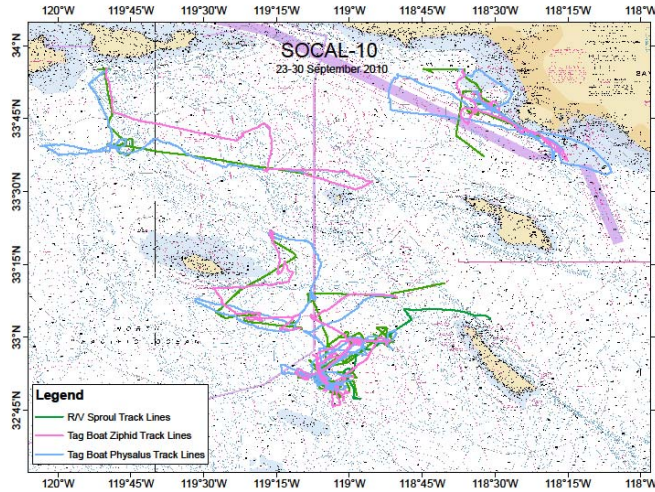 120°W 119°45'W 119°30'W 119°15'W 119°W 118°45'W 118°30'W 118°15'W 118°W
SOCAL-10
23-30 September 2010
34°N
33°45'N
33°30'N
33°15'N
33°N
32°45'N
Legend
R/V Sproul Track Lines
Tag Boat Ziphid Track Lines
Tag Boat Physalus Track Lines
120°W 119°45'W 119°30'W 119°15'W 119°W 118°45'W 118°30'W 118°15'W 118°W